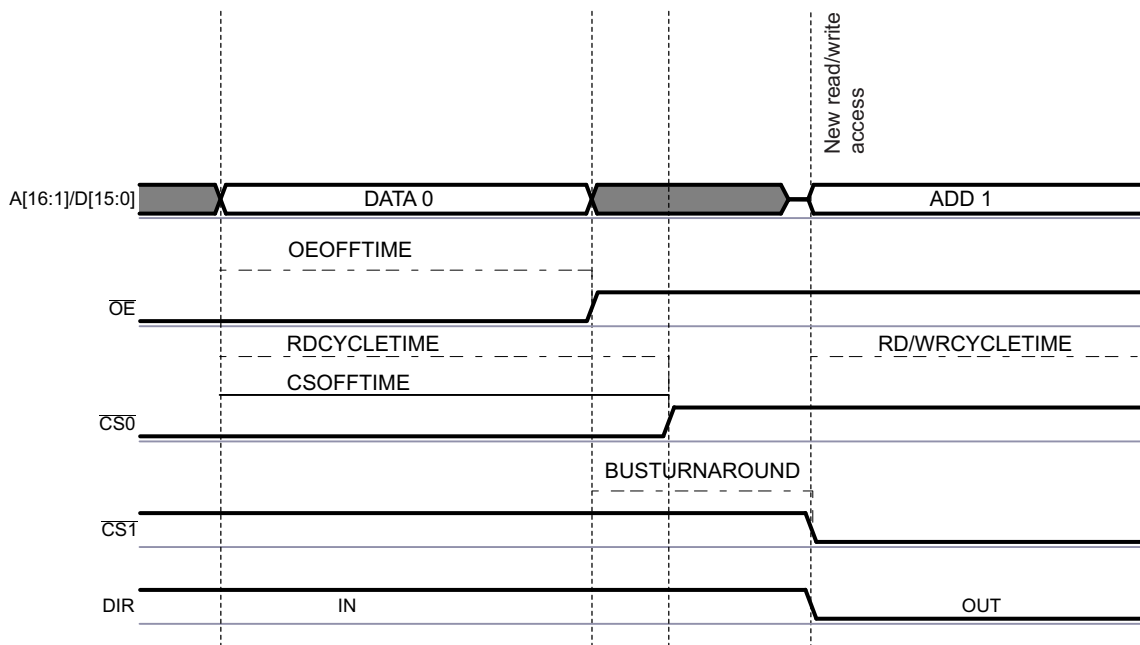 New read/write
access
A[16:1]/D[15:0]
DATA 0
ADD 1
OEOFFTIME
OE
RDCYCLETIME
RD/WRCYCLETIME
CSOFFTIME
CS0
BUSTURNAROUND
CS1
DIR
IN
OUT